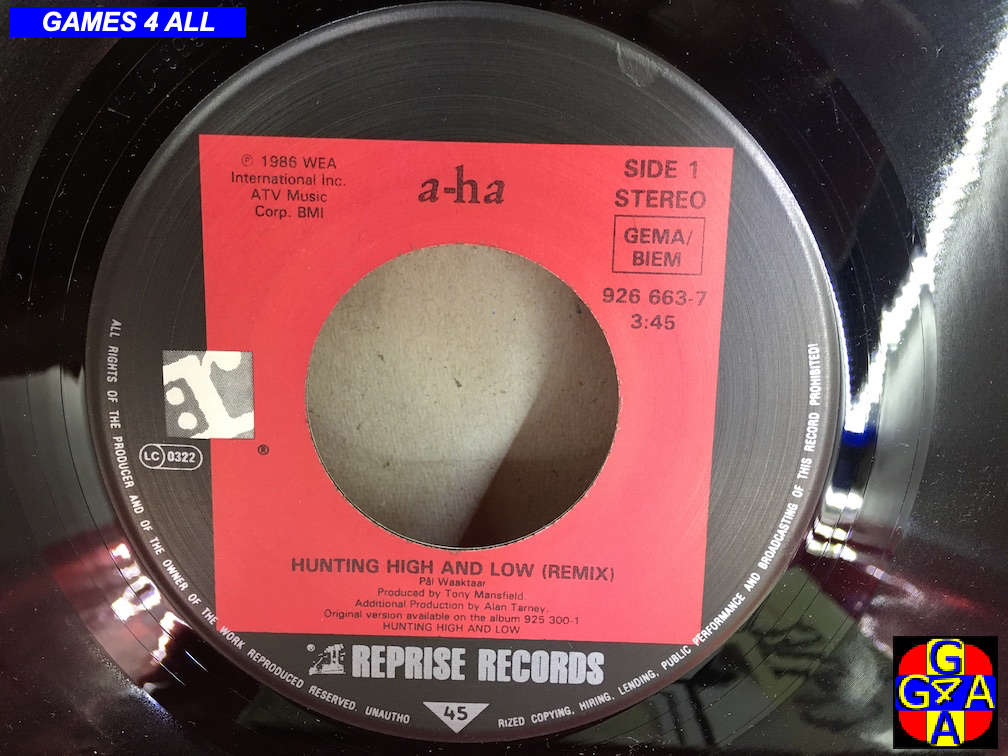 GAMES 4 ALL
℗ 1986 WEA
International Inc.
ATV Music
Corp. BMI
a-ha
SIDE 1
STEREO
GEMA/
BIEM
926 663-7
3:45
LC 0322
®
HUNTING HIGH AND LOW (REMIX)
Pål Waaktaar
Produced by Tony Mansfield.
Additional Production by Alan Tarney.
Original version available on the album 925 300-1
HUNTING HIGH AND LOW
® REPRISE RECORDS
ALL RIGHTS OF THE PRODUCER AND OF THE OWNER OF THE WORK REPRODUCED RESERVED. UNAUTHO
45
RIZED COPYING, HIRING, LENDING, PUBLIC PERFORMANCE AND BROADCASTING OF THIS RECORD PROHIBITED!
G
G4A
A